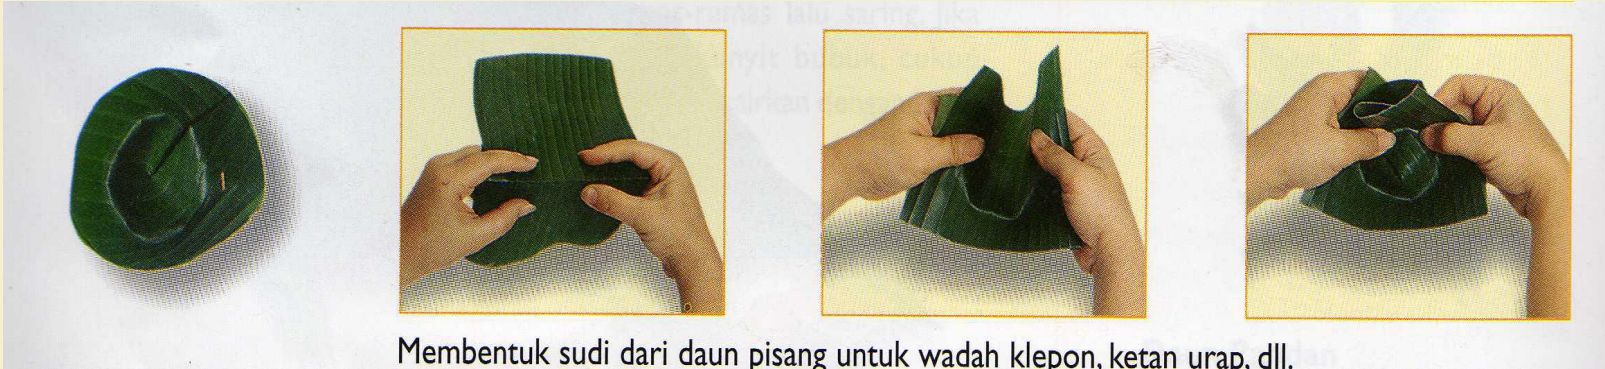 Membentuk sudi dari daun pisang untuk wadah klepon, ketan urap, dll.